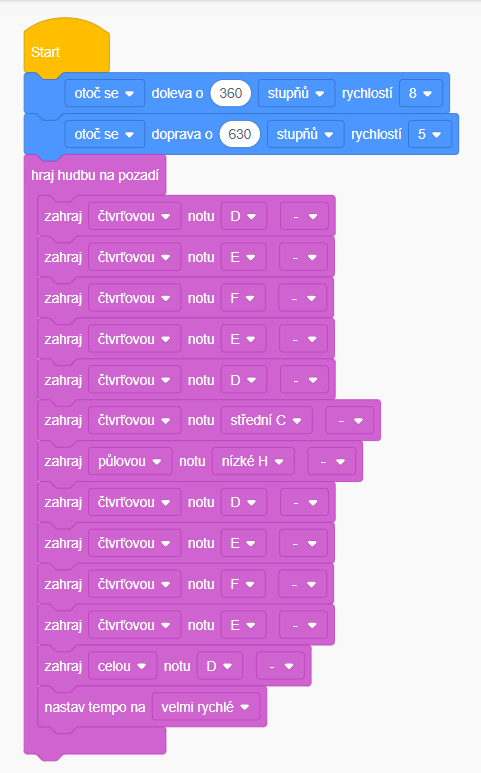 Start
otoč se doleva o 360 stupňů rychlostí 8
otoč se doprava o 630 stupňů rychlostí 5
hraj hudbu na pozadí
zahraj čtvrťovou notu D -
zahraj čtvrťovou notu E -
zahraj čtvrťovou notu F -
zahraj čtvrťovou notu E -
zahraj čtvrťovou notu D -
zahraj čtvrťovou notu střední C -
zahraj půlovou notu nízké H -
zahraj čtvrťovou notu D -
zahraj čtvrťovou notu E -
zahraj čtvrťovou notu F -
zahraj čtvrťovou notu E -
zahraj celou notu D -
nastav tempo na velmi rychlé